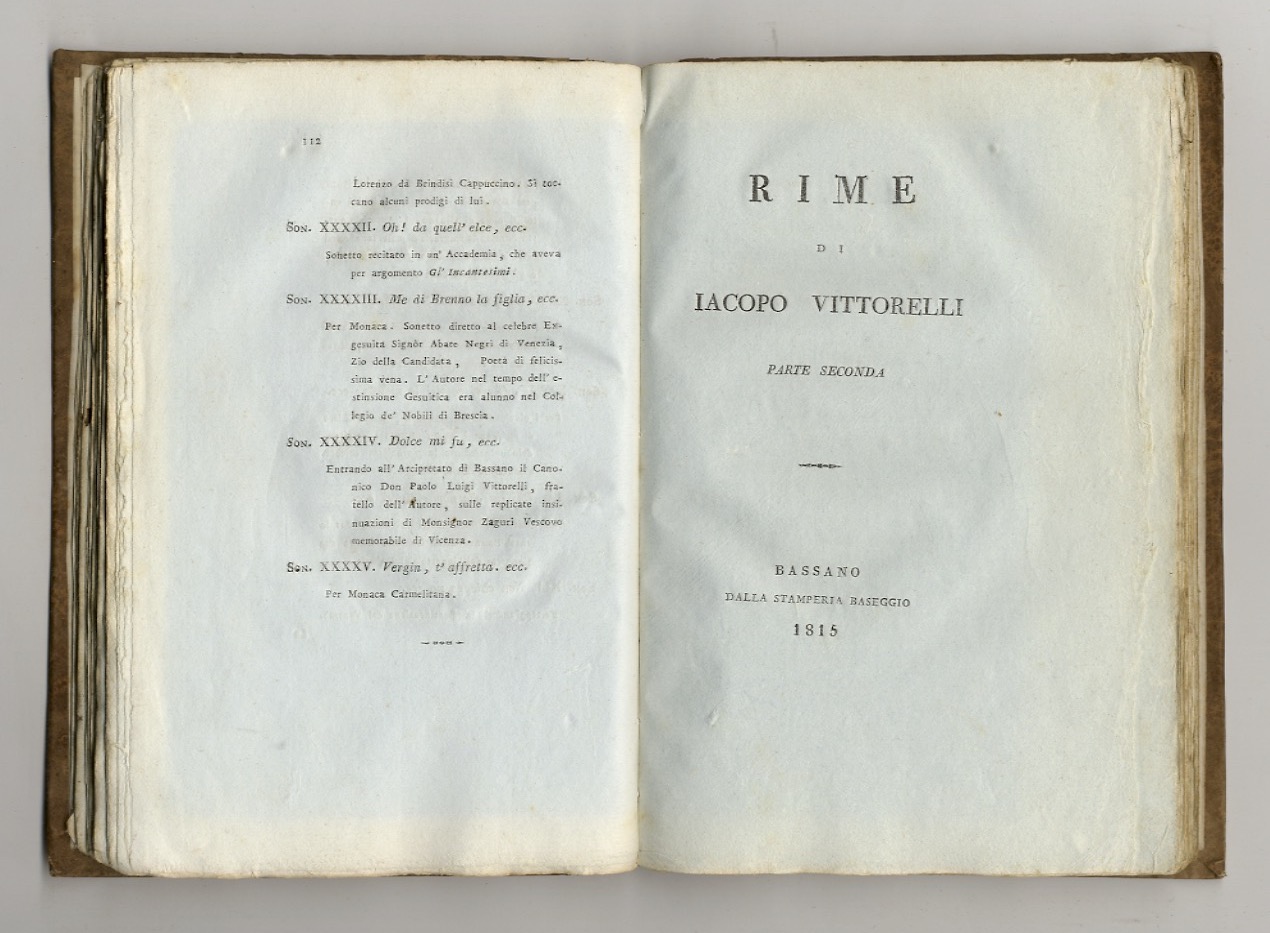 112
Lorenzo da Brindisi Cappuccino. Si toc-
cano alcuni prodigi di lui.
Son. XXXXII. Oh! da quell' elce, ecc.
Sonetto recitato in un' Accademia, che aveva
per argomento Gl' Incantesimi.
Son. XXXXIII. Me di Brenno la figlia, ecc.
Per Monaca. Sonetto diretto al celebre Ex-
gesuita Signor Abate Negri di Venezia,
Zio della Candidata, Poeta di felicis-
sima vena. L' Autore nel tempo dell' e-
stinsione Gesuitica era alunno nel Col-
legio de' Nobili di Brescia.
Son. XXXXIV. Dolce mi fu, ecc.
Entrando all' Arcipretato di Bassano il Cano-
nico Don Paolo Luigi Vittorelli, fra-
tello dell' Autore, sulle replicate insi-
nuazioni di Monsignor Zaguri Vescovo
memorabile di Vicenza.
Son. XXXXV. Vergin, t' affretta. ecc.
Per Monaca Carmelitana.
RIME
DI
IACOPO VITTORELLI
PARTE SECONDA
BASSANO
DALLA STAMPERIA BASEGGIO
1815